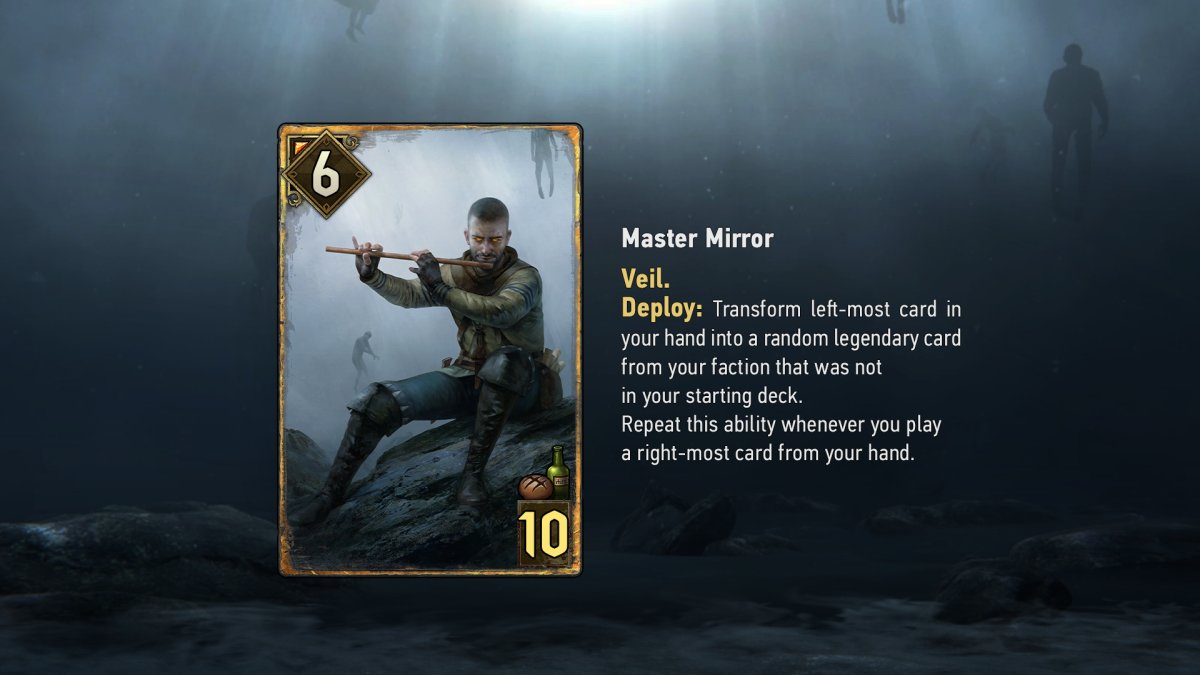 6
Master Mirror
Veil.
Deploy: Transform left-most card in
your hand into a random legendary card
from your faction that was not
in your starting deck.
Repeat this ability whenever you play
a right-most card from your hand.
10